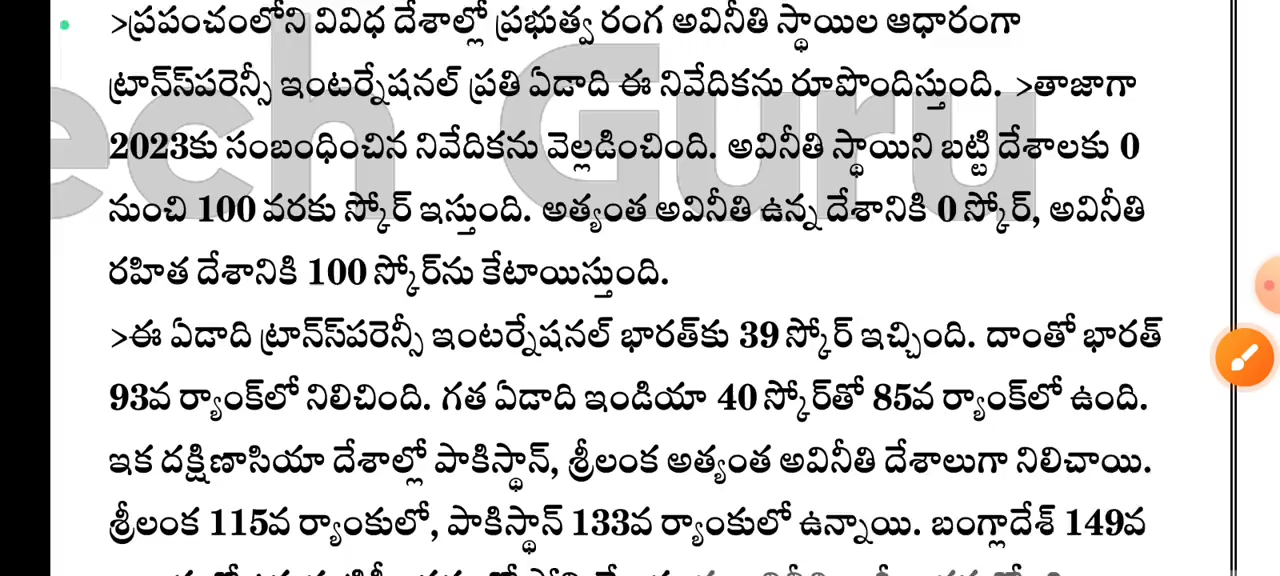 >ప్రపంచంలోని వివిధ దేశాల్లో ప్రభుత్వ రంగ అవినీతి స్థాయిల ఆధారంగా
ట్రాన్స్‌పరెన్సీ ఇంటర్నేషనల్ ప్రతి ఏడాది ఈ నివేదికను రూపొందిస్తుంది. >తాజాగా
2023కు సంబంధించిన నివేదికను వెల్లడించింది. అవినీతి స్థాయిని బట్టి దేశాలకు 0
నుంచి 100 వరకు స్కోర్ ఇస్తుంది. అత్యంత అవినీతి ఉన్న దేశానికి 0 స్కోర్, అవినీతి
రహిత దేశానికి 100 స్కోర్‌ను కేటాయిస్తుంది.
>ఈ ఏడాది ట్రాన్స్‌పరెన్సీ ఇంటర్నేషనల్ భారత్‌కు 39 స్కోర్ ఇచ్చింది. దాంతో భారత్
93వ ర్యాంక్‌లో నిలిచింది. గత ఏడాది ఇండియా 40 స్కోర్‌తో 85వ ర్యాంక్‌లో ఉంది.
ఇక దక్షిణాసియా దేశాల్లో పాకిస్థాన్, శ్రీలంక అత్యంత అవినీతి దేశాలుగా నిలిచాయి.
శ్రీలంక 115వ ర్యాంకులో, పాకిస్థాన్ 133వ ర్యాంకులో ఉన్నాయి. బంగ్లాదేశ్ 149వ
ech Guru